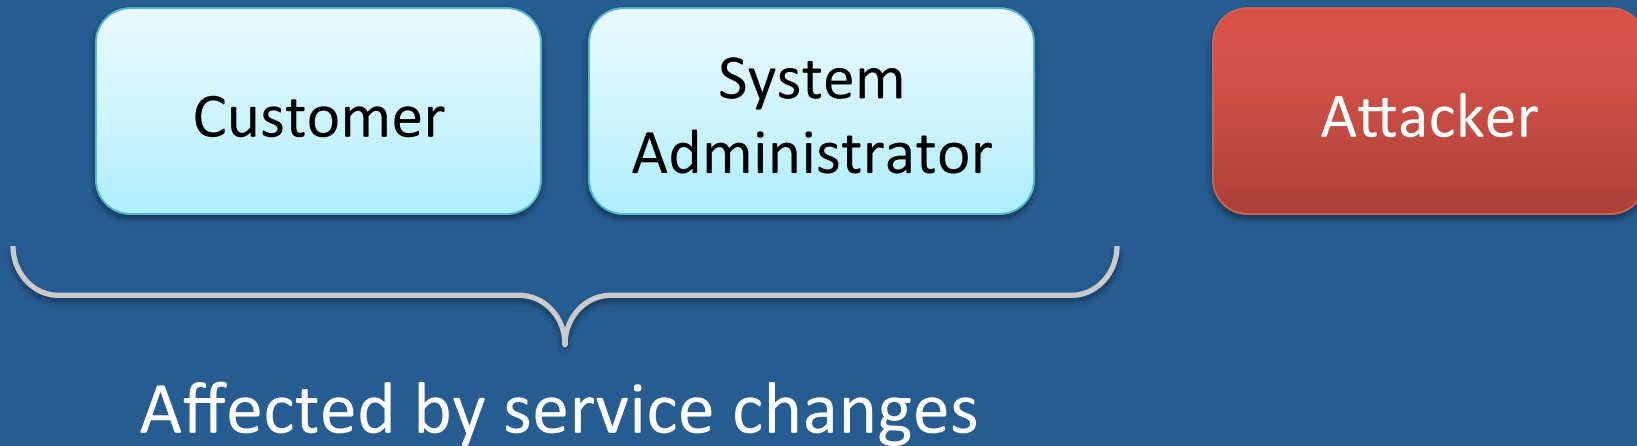 Customer
System
Administrator
Attacker
Affected by service changes